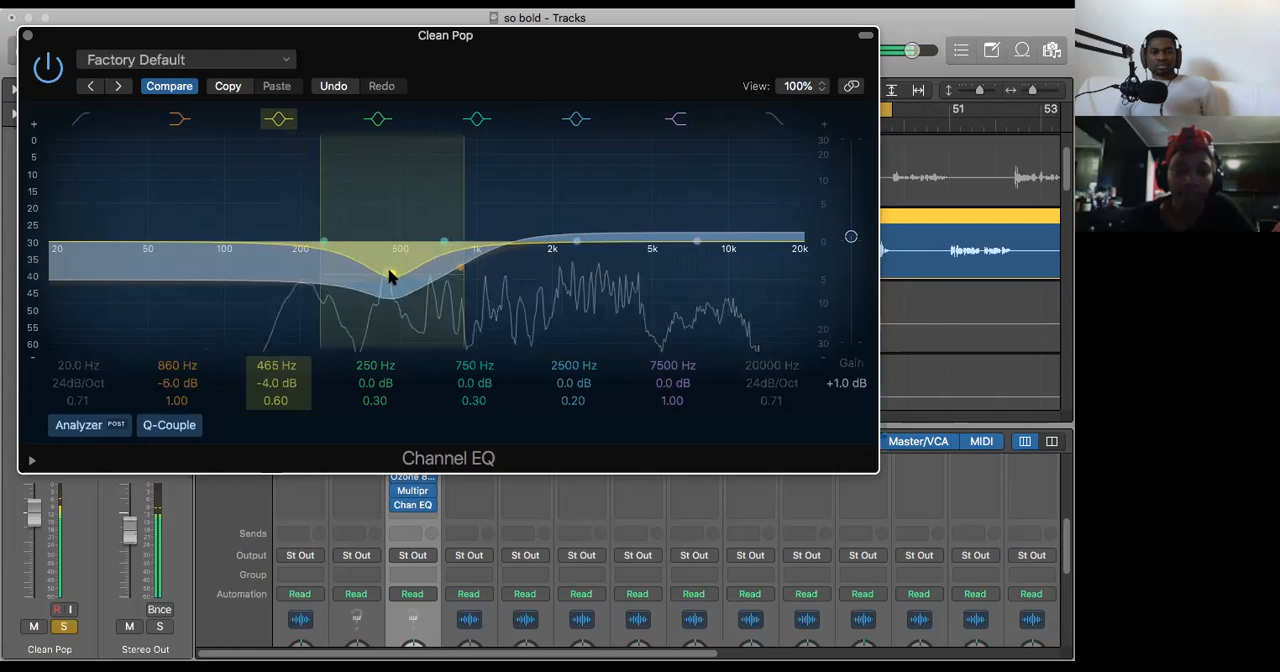 so bold - Tracks
Clean Pop
Factory Default
Compare Copy Paste Undo Redo View: 100%
51 53
+ +
0 30
5 20
10
15 10
20 5
25
30 0
20 50 100 200 500 1k 2k 5k 10k 20k
35
40 5
45 10
50
55 20
60 30
- -
20.0 Hz 860 Hz 465 Hz 250 Hz 750 Hz 2500 Hz 7500 Hz 20000 Hz Gain
24dB/Oct -6.0 dB -4.0 dB 0.0 dB 0.0 dB 0.0 dB 0.0 dB 24dB/Oct +1.0 dB
0.71 1.00 0.60 0.30 0.30 0.20 1.00 0.71
Analyzer POST Q-Couple
Master/VCA MIDI
Channel EQ
Ozone 8...
Multipr
Chan EQ
Sends
Output St Out St Out St Out St Out St Out St Out St Out St Out St Out St Out St Out St Out St Out St Out
Group
Automation Read Read Read Read Read Read Read Read Read Read Read Read Read Read
R I Bnce
M S M S
Clean Pop Stereo Out